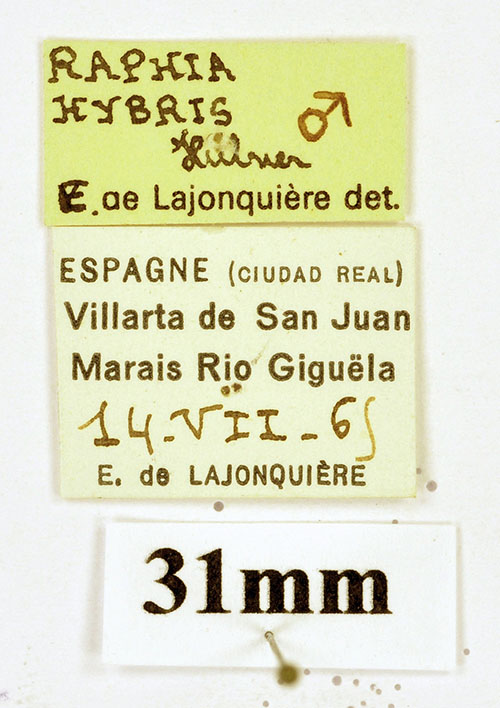 RAPHIA
HYBRIS ♂
Hübner
E. de Lajonquière det.
ESPAGNE (CIUDAD REAL)
Villarta de San Juan
Marais Rio Giguëla
14-VII-65
E. de LAJONQUIÈRE
31mm